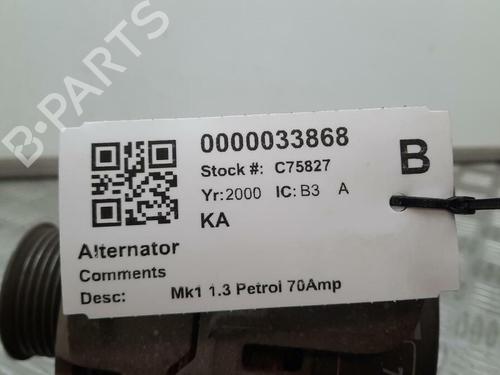 B-PARTS
0000033868
Stock #: C75827
B
Yr:2000 IC:B3 A
KA
Alternator
Comments
Desc: Mk1 1.3 Petrol 70Amp